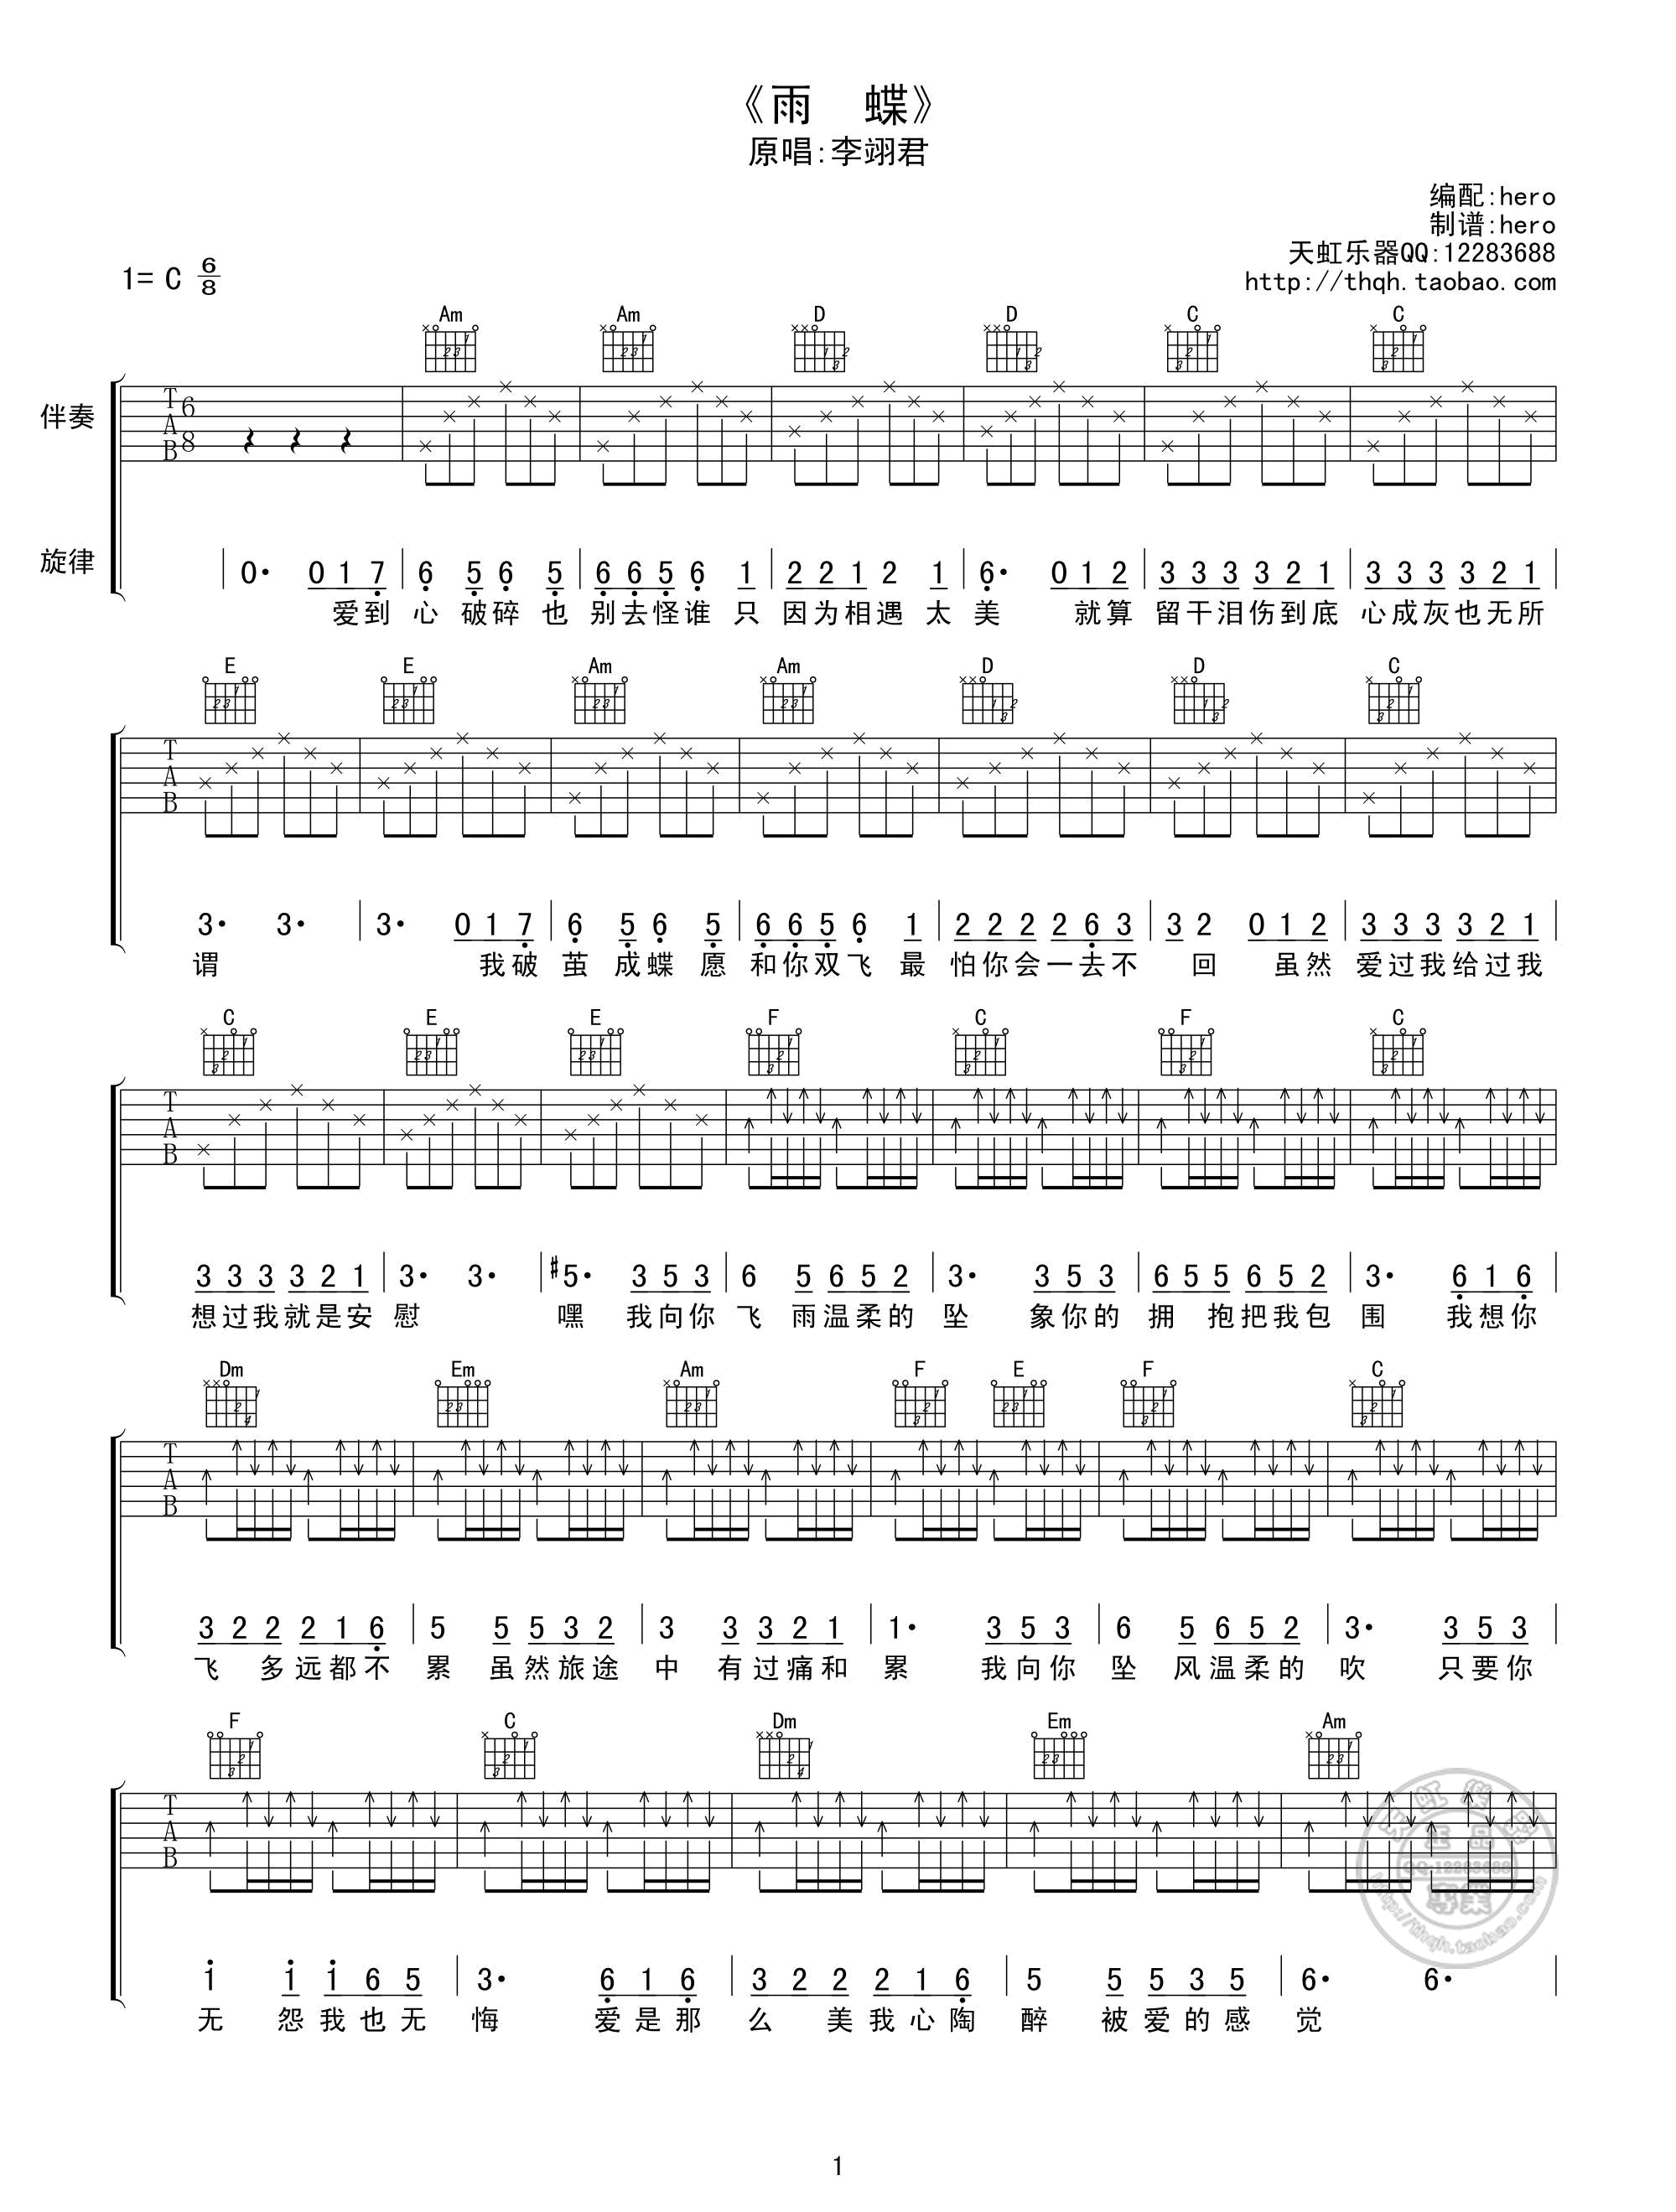 《雨 蝶》
原唱:李翊君
编配:hero
制谱:hero
天虹乐器QQ:12283688
http://thqh.taobao.com
1= C 6/8
Am Am D D C C
伴奏
T A B 6 8
旋律
0· 0 1 7 | 6 5 6 5 | 6 6 5 6 1 | 2 2 1 2 1 | 6· 0 1 2 | 3 3 3 3 2 1 | 3 3 3 3 2 1
爱到 心 破碎 也 别去怪谁 只 因为相遇 太 美 就算 留干泪伤到底 心成灰也无所
E E Am Am D D C
T A B
3· 3· | 3· 0 1 7 | 6 5 6 5 | 6 6 5 6 1 | 2 2 2 2 6 3 | 3 2 0 1 2 | 3 3 3 3 2 1
谓 我破 茧 成蝶 愿 和你双飞 最 怕你会一去不 回 虽然 爱过我给过我
C E E F C F C
T A B
3 3 3 3 2 1 | 3· 3· | #5· 3 5 3 | 6 5 6 5 2 | 3· 3 5 3 | 6 5 5 6 5 2 | 3· 6 1 6
想过我就是安 慰 嘿 我向你 飞 雨温柔的 坠 象你的 拥 抱把我包 围 我想你
Dm Em Am F E F C
T A B
3 2 2 2 1 6 | 5 5 5 3 2 | 3 3 3 2 1 | 1· 3 5 3 | 6 5 6 5 2 | 3· 3 5 3
飞 多远都不 累 虽然旅途 中 有过痛和 累 我向你 坠 风温柔的 吹 只要你
F C Dm Em Am
T A B
1 1 1 6 5 | 3· 6 1 6 | 3 2 2 2 1 6 | 5 5 5 3 5 | 6· 6·
无 怨我也无 悔 爱是那 么 美我心陶 醉 被爱的感 觉
天虹乐器
QQ:12283688
http://thqh.taobao.com
1